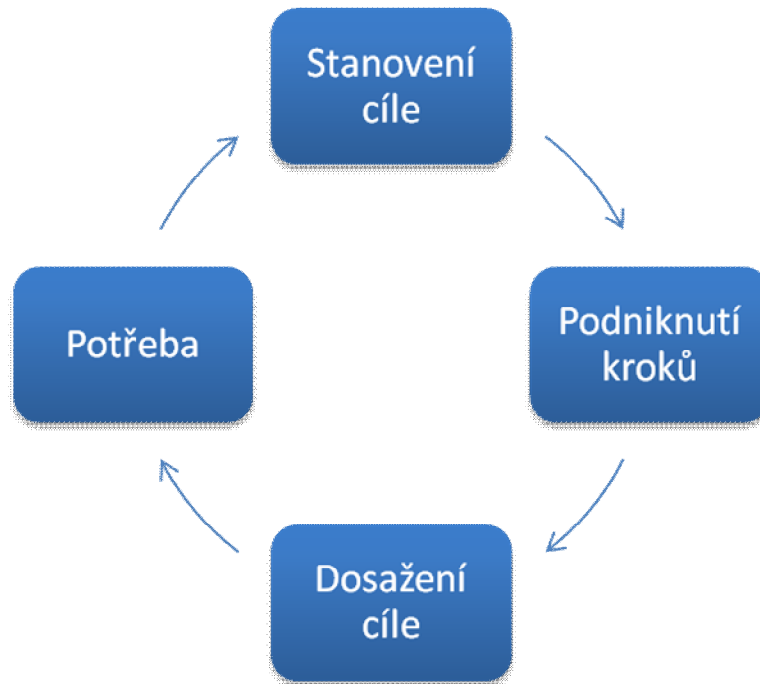 Stanovení
cíle
Potřeba
Podniknutí
kroků
Dosažení
cíle